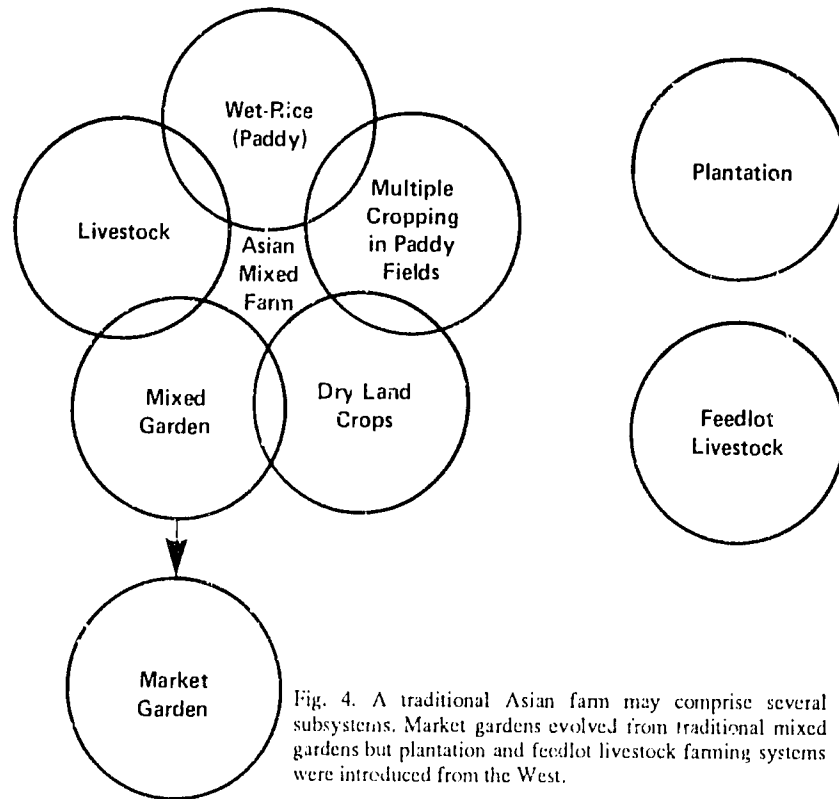 Wet-Rice
(Paddy)
Livestock
Multiple
Cropping
in Paddy
Fields
Asian
Mixed
Farm
Mixed
Garden
Dry Land
Crops
Market
Garden
Plantation
Feedlot
Livestock
Fig. 4. A traditional Asian farm may comprise several
subsystems. Market gardens evolved from traditional mixed
gardens but plantation and feedlot livestock farming systems
were introduced from the West.